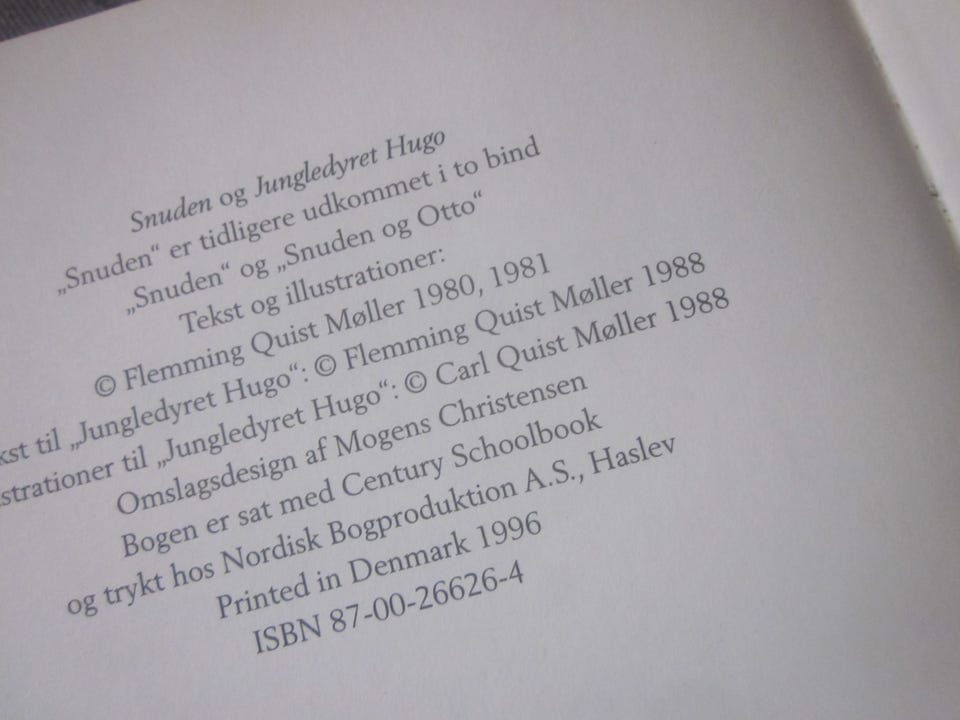 Snuden og Jungledyret Hugo
„Snuden“ er tidligere udkommet i to bind
„Snuden“ og „Snuden og Otto“
Tekst og illustrationer:
© Flemming Quist Møller 1980, 1981
kst til „Jungledyret Hugo“: © Flemming Quist Møller 1988
strationer til „Jungledyret Hugo“: © Carl Quist Møller 1988
Omslagsdesign af Mogens Christensen
Bogen er sat med Century Schoolbook
og trykt hos Nordisk Bogproduktion A.S., Haslev
Printed in Denmark 1996
ISBN 87-00-26626-4